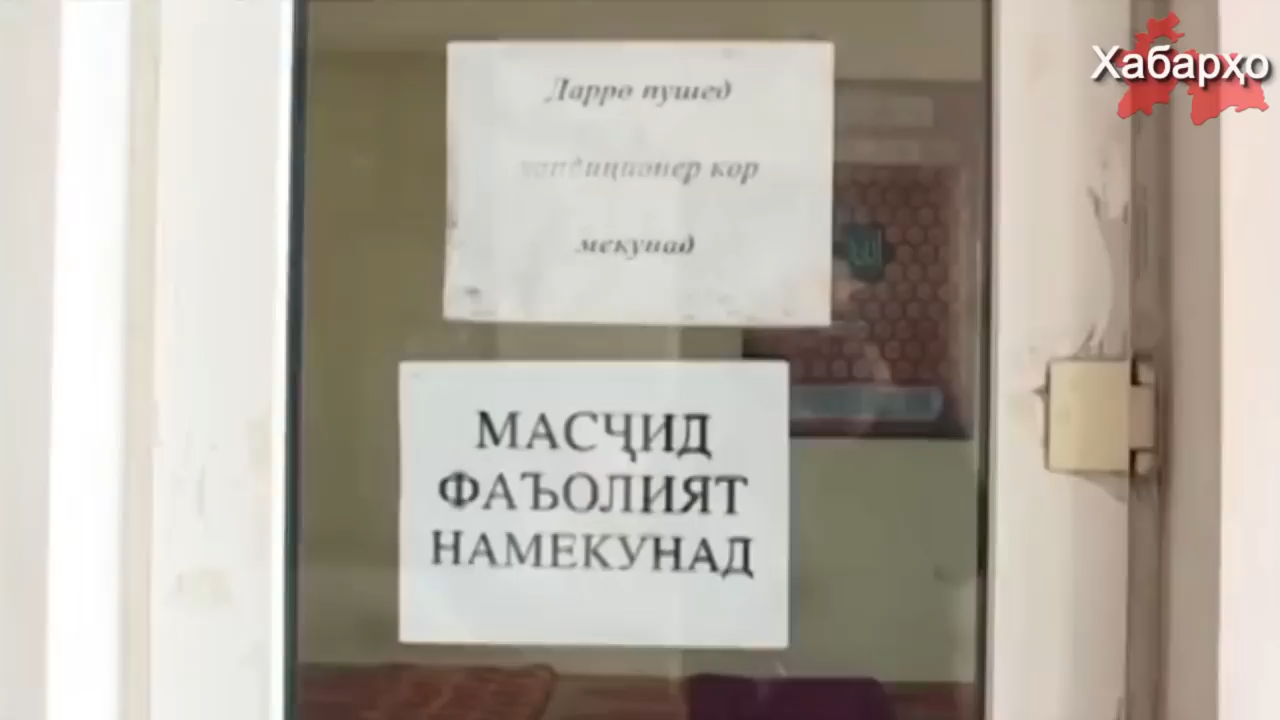 Хабарҳо
Дарро пушед
кондиционер кор
мекунад
МАСҶИД
ФАЪОЛИЯТ
НАМЕКУНАД